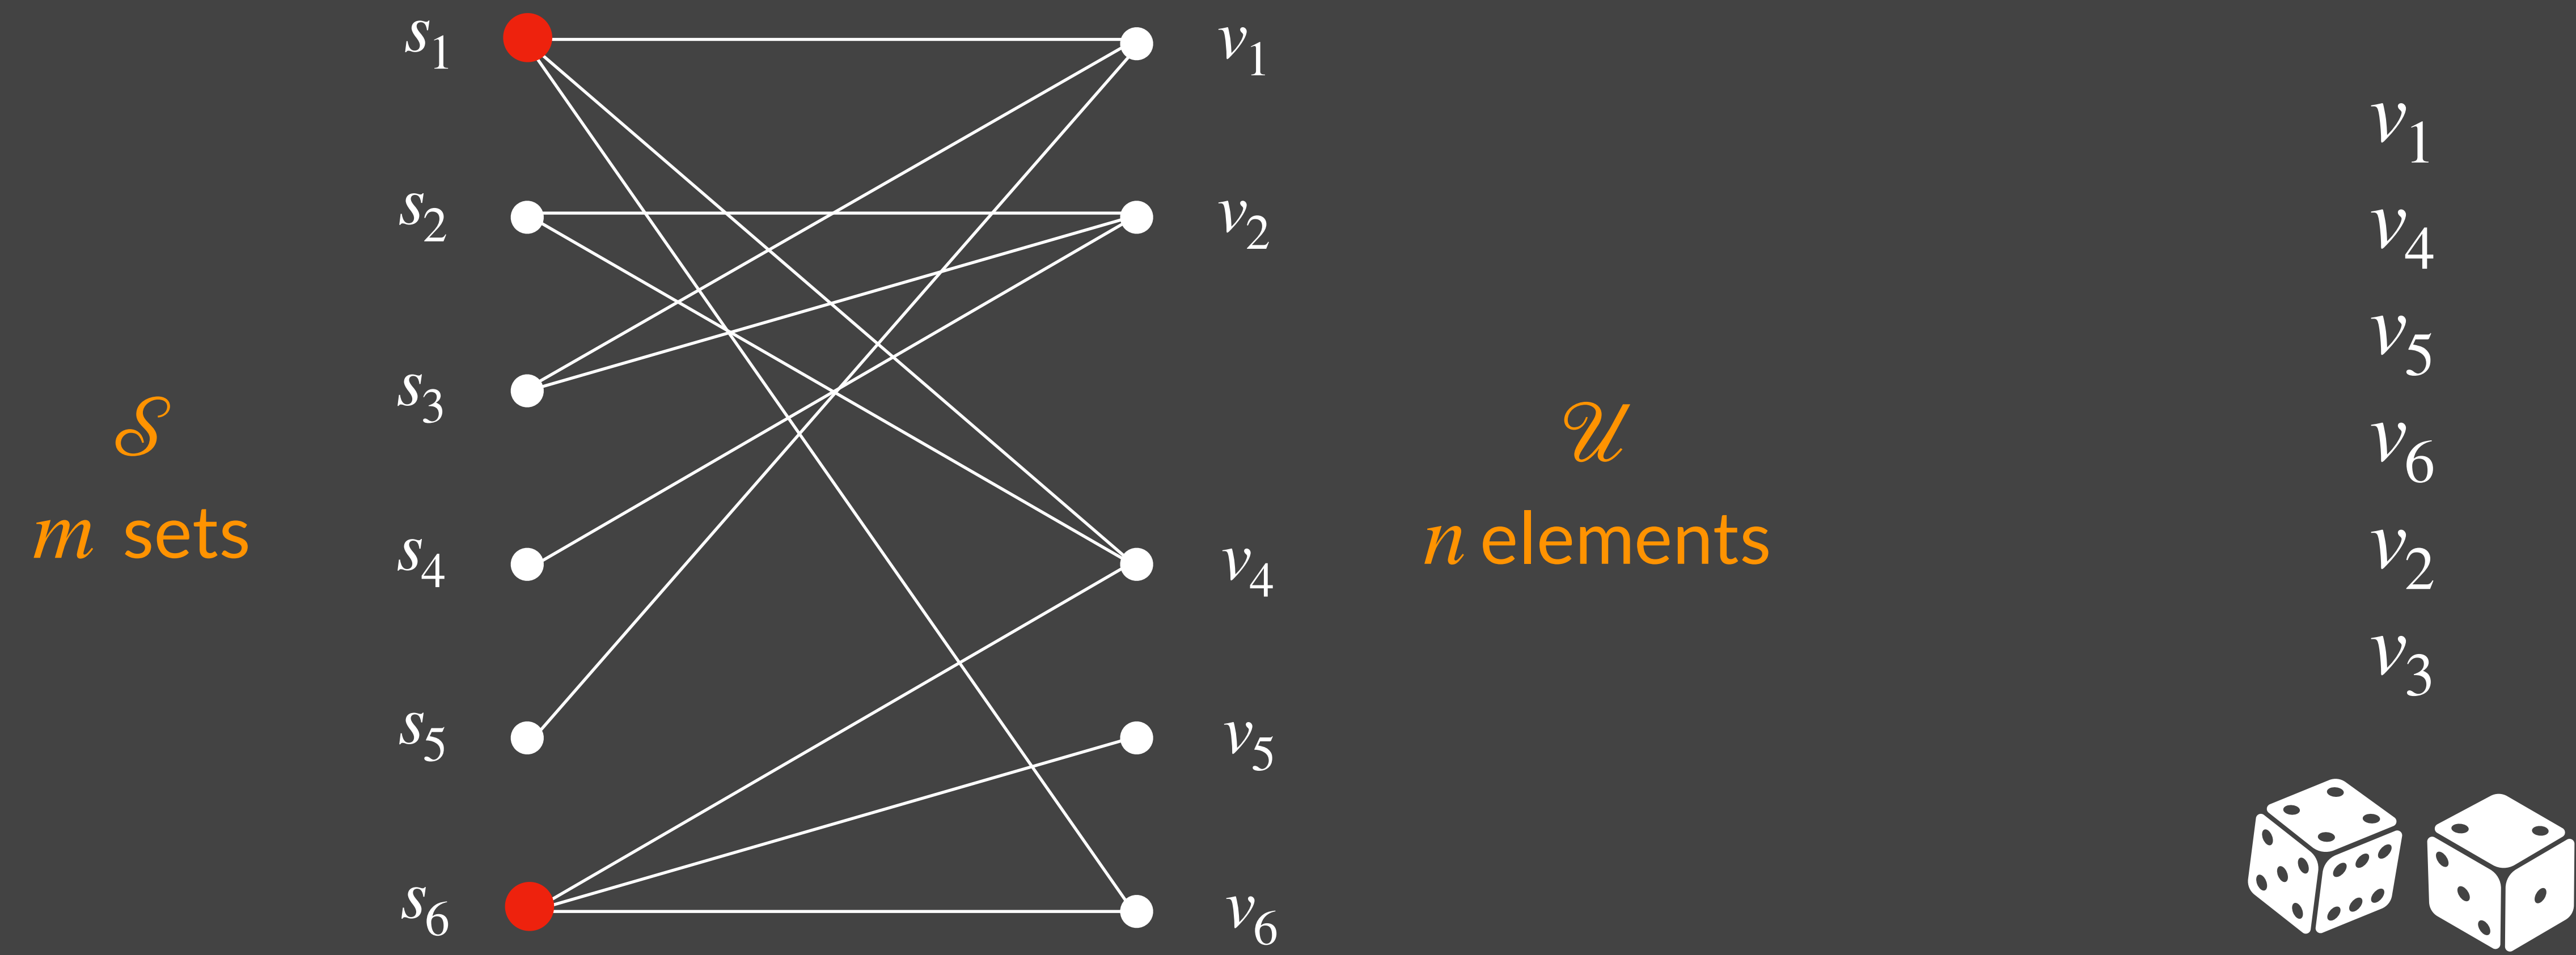 s₁
s₂
s₃
s₄
s₅
s₆
𝒮
m sets
v₁
v₂
v₄
v₅
v₆
𝒰
n elements
v₁
v₄
v₅
v₆
v₂
v₃